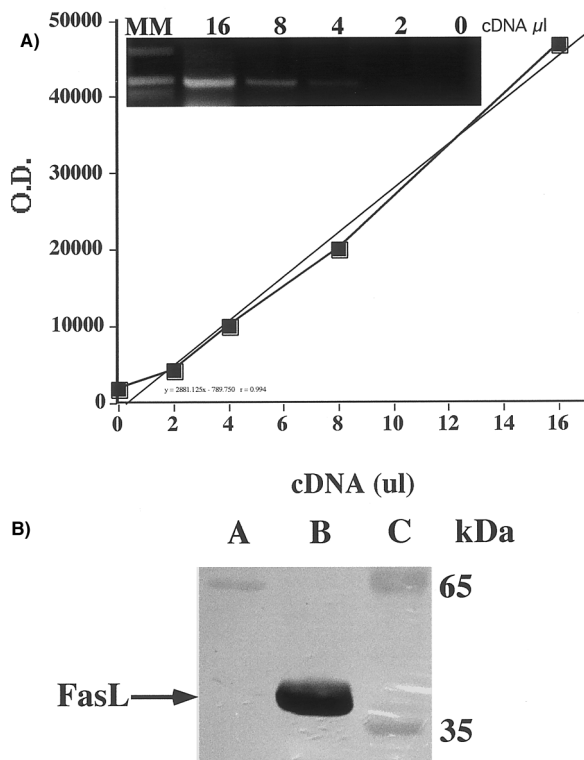 A)
MM 16 8 4 2 0 cDNA µl
50000
40000
30000
20000
10000
0
O.D.
y = 2881.125x - 789.750 r = 0.994
0 2 4 6 8 10 12 14 16
cDNA (ul)
B)
A B C kDa
65
FasL
35